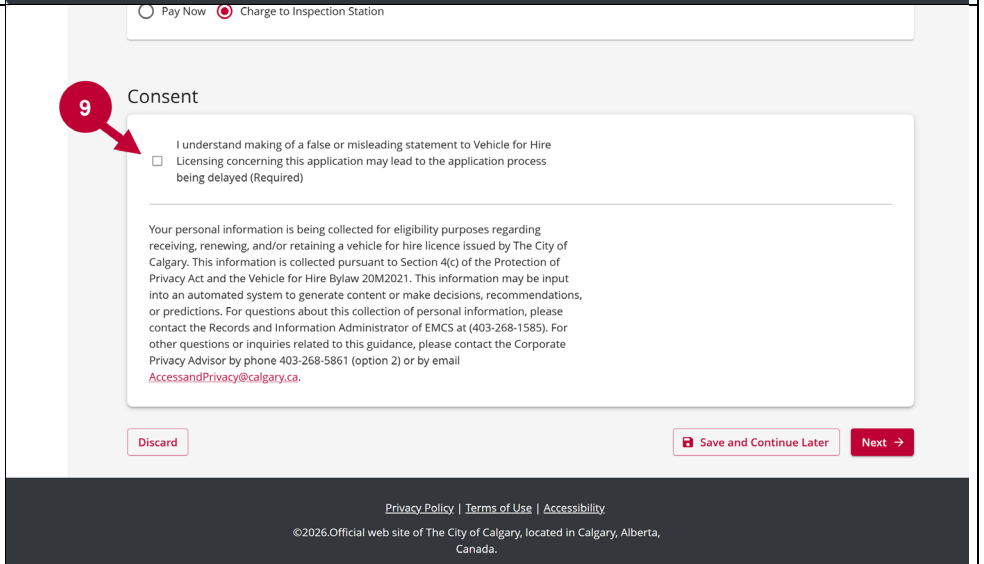 Pay Now Charge to Inspection Station
Consent
9
I understand making of a false or misleading statement to Vehicle for Hire
Licensing concerning this application may lead to the application process
being delayed (Required)
Your personal information is being collected for eligibility purposes regarding
receiving, renewing, and/or retaining a vehicle for hire licence issued by The City of
Calgary. This information is collected pursuant to Section 4(c) of the Protection of
Privacy Act and the Vehicle for Hire Bylaw 20M2021. This information may be input
into an automated system to generate content or make decisions, recommendations,
or predictions. For questions about this collection of personal information, please
contact the Records and Information Administrator of EMCS at (403-268-1585). For
other questions or inquiries related to this guidance, please contact the Corporate
Privacy Advisor by phone 403-268-5861 (option 2) or by email
AccessandPrivacy@calgary.ca.
Discard Save and Continue Later Next →
Privacy Policy | Terms of Use | Accessibility
©2026.Official web site of The City of Calgary, located in Calgary, Alberta,
Canada.